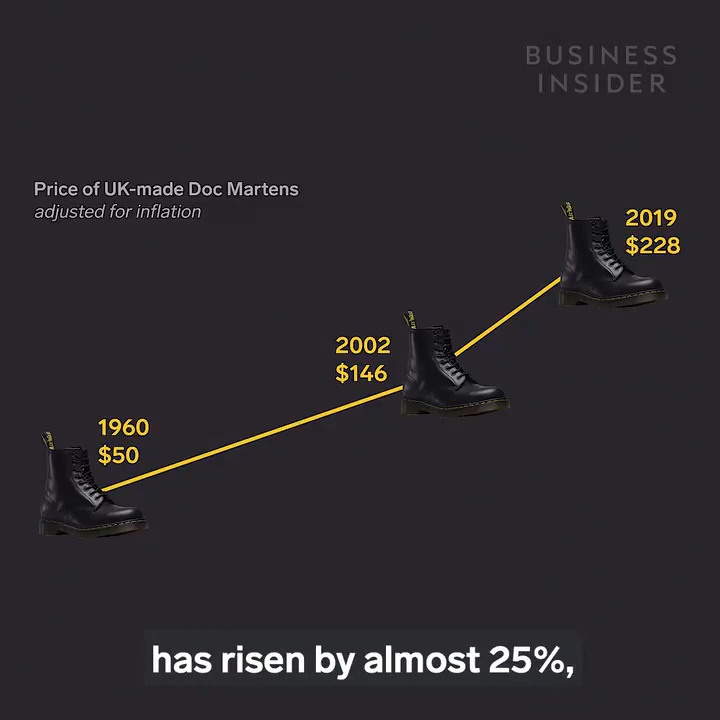 BUSINESS
INSIDER
Price of UK-made Doc Martens
adjusted for inflation
2019
$228
2002
$146
1960
$50
has risen by almost 25%,